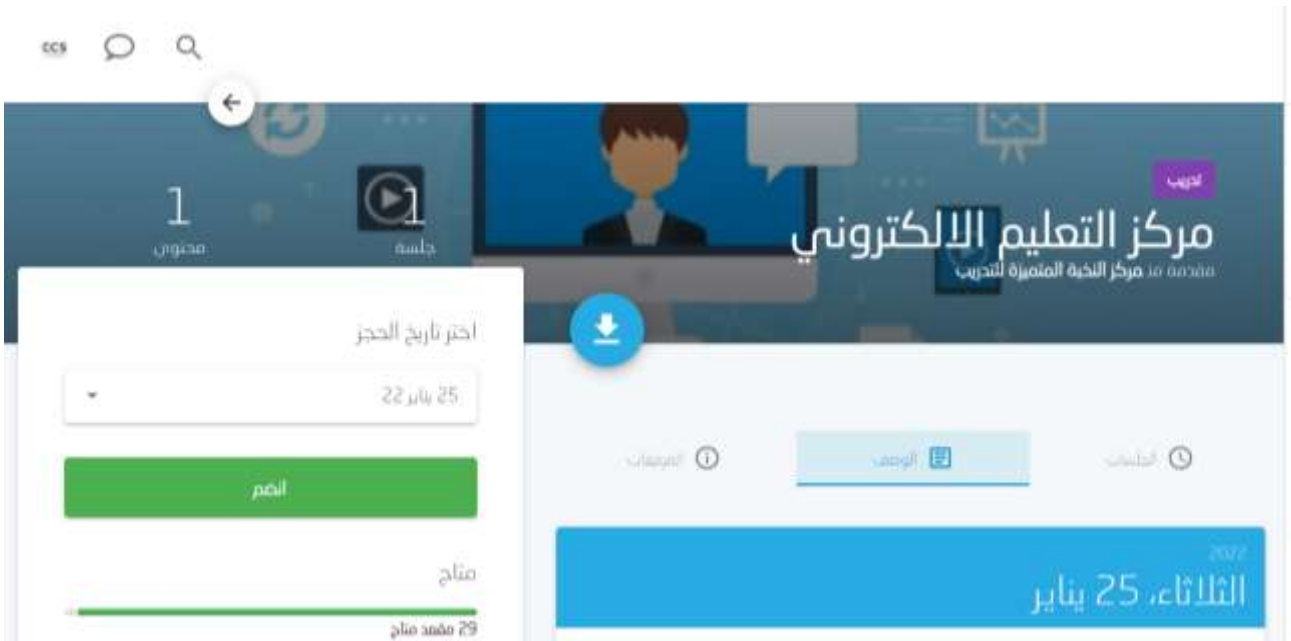 ccs
تدريب
مركز التعليم الالكتروني
مقدمة من مركز النخبة المتميزة للتدريب
1
جلسة
1
محتوى
اختر تاريخ الحجز
25 يناير 22
انضم
متاح
29 مقعد متاح
الجلسات
الوصف
المرفقات
2022
الثلاثاء، 25 يناير